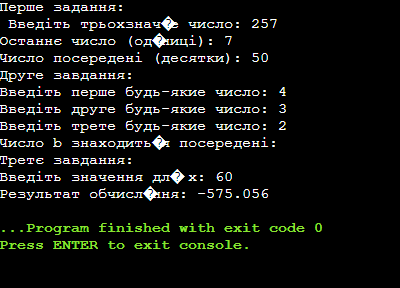 Перше задання:
Введіть трьохзнач� число: 257
Останнє число (од�ниці): 7
Число посередені (десятки): 50
Друге завдання:
Введіть перше будь-якие число: 4
Введіть друге будь-якие число: 3
Введіть трете будь-якие число: 2
Число b знаходить�я посередені:
Третє завдання:
Введіть значення дл� x: 60
Результат обчисл�ння: -575.056
...Program finished with exit code 0
Press ENTER to exit console.